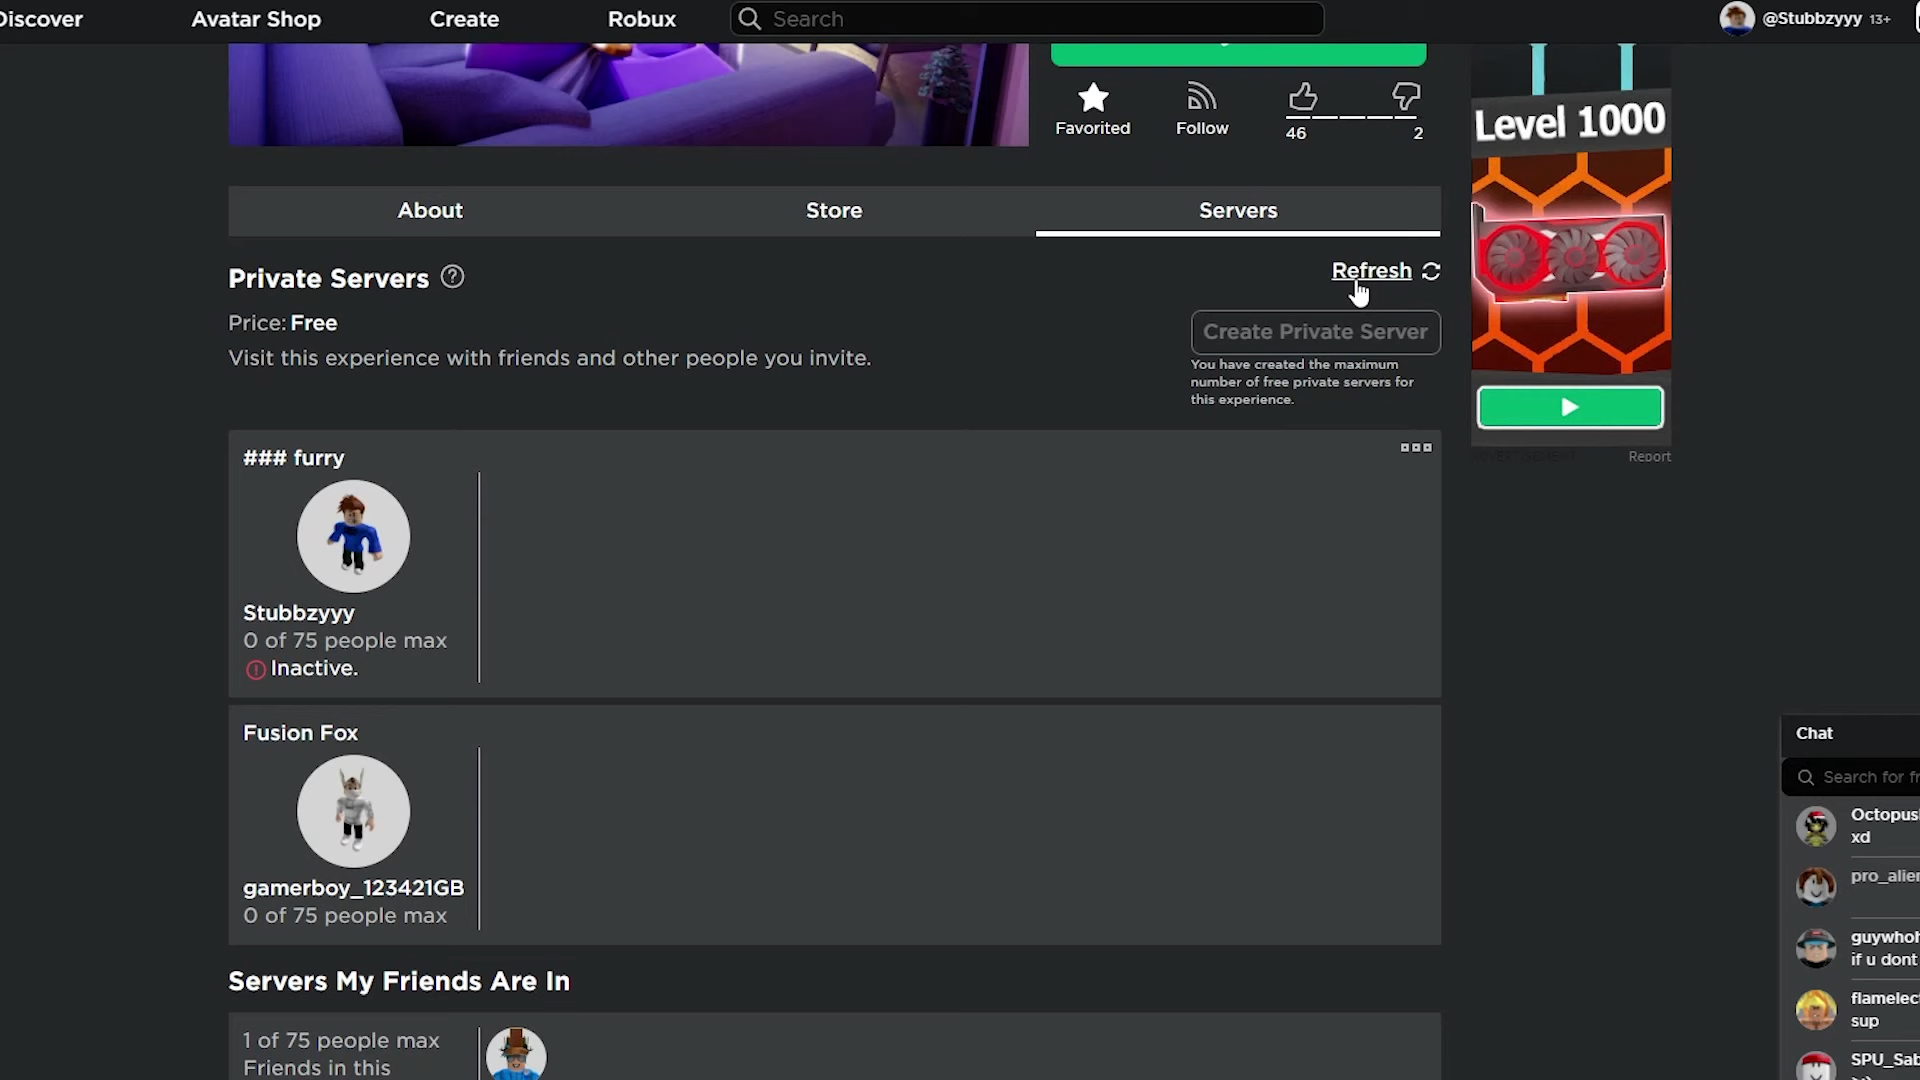 Discover Avatar Shop Create Robux Search @Stubbzyyy 13+
Level 1000
Favorited Follow 46 2
About Store Servers
Private Servers Refresh
Price: Free
Create Private Server
Visit this experience with friends and other people you invite.
You have created the maximum
number of free private servers for
this experience.
ADVERTISEMENT Report
### furry
Stubbzyyy
0 of 75 people max
Inactive.
Fusion Fox
gamerboy_123421GB
0 of 75 people max
Servers My Friends Are In
1 of 75 people max
Friends in this
Chat
Search for fr
Octopus
xd
pro_alien
guywhoh
if u dont
flamelect
sup
SPU_Sab